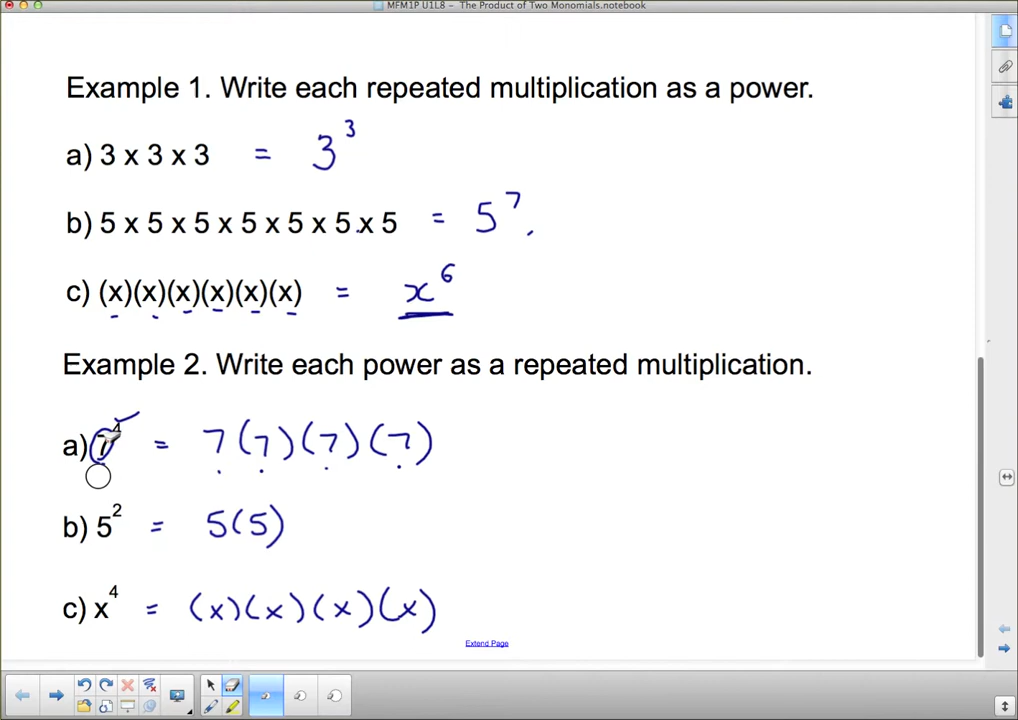 MFM1P U1L8 – The Product of Two Monomials.notebook
Example 1. Write each repeated multiplication as a power.
a) 3 x 3 x 3 = 3³
b) 5 x 5 x 5 x 5 x 5 x 5 x 5 = 5⁷
c) (x)(x)(x)(x)(x)(x) = x⁶
Example 2. Write each power as a repeated multiplication.
a) 7⁴ = 7(7)(7)(7)
b) 5² = 5(5)
c) x⁴ = (x)(x)(x)(x)
Extend Page